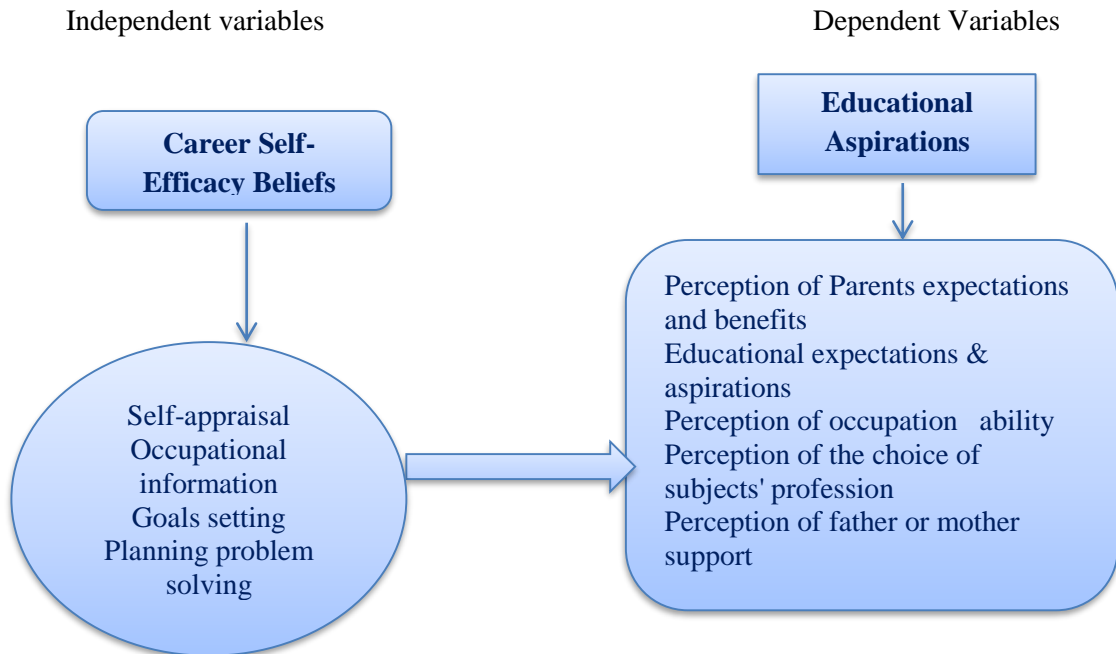 Independent variables
Dependent Variables
Career Self-
Efficacy Beliefs
Educational
Aspirations
Self-appraisal
Occupational
information
Goals setting
Planning problem
solving
Perception of Parents expectations
and benefits
Educational expectations &
aspirations
Perception of occupation   ability
Perception of the choice of
subjects' profession
Perception of father or mother
support